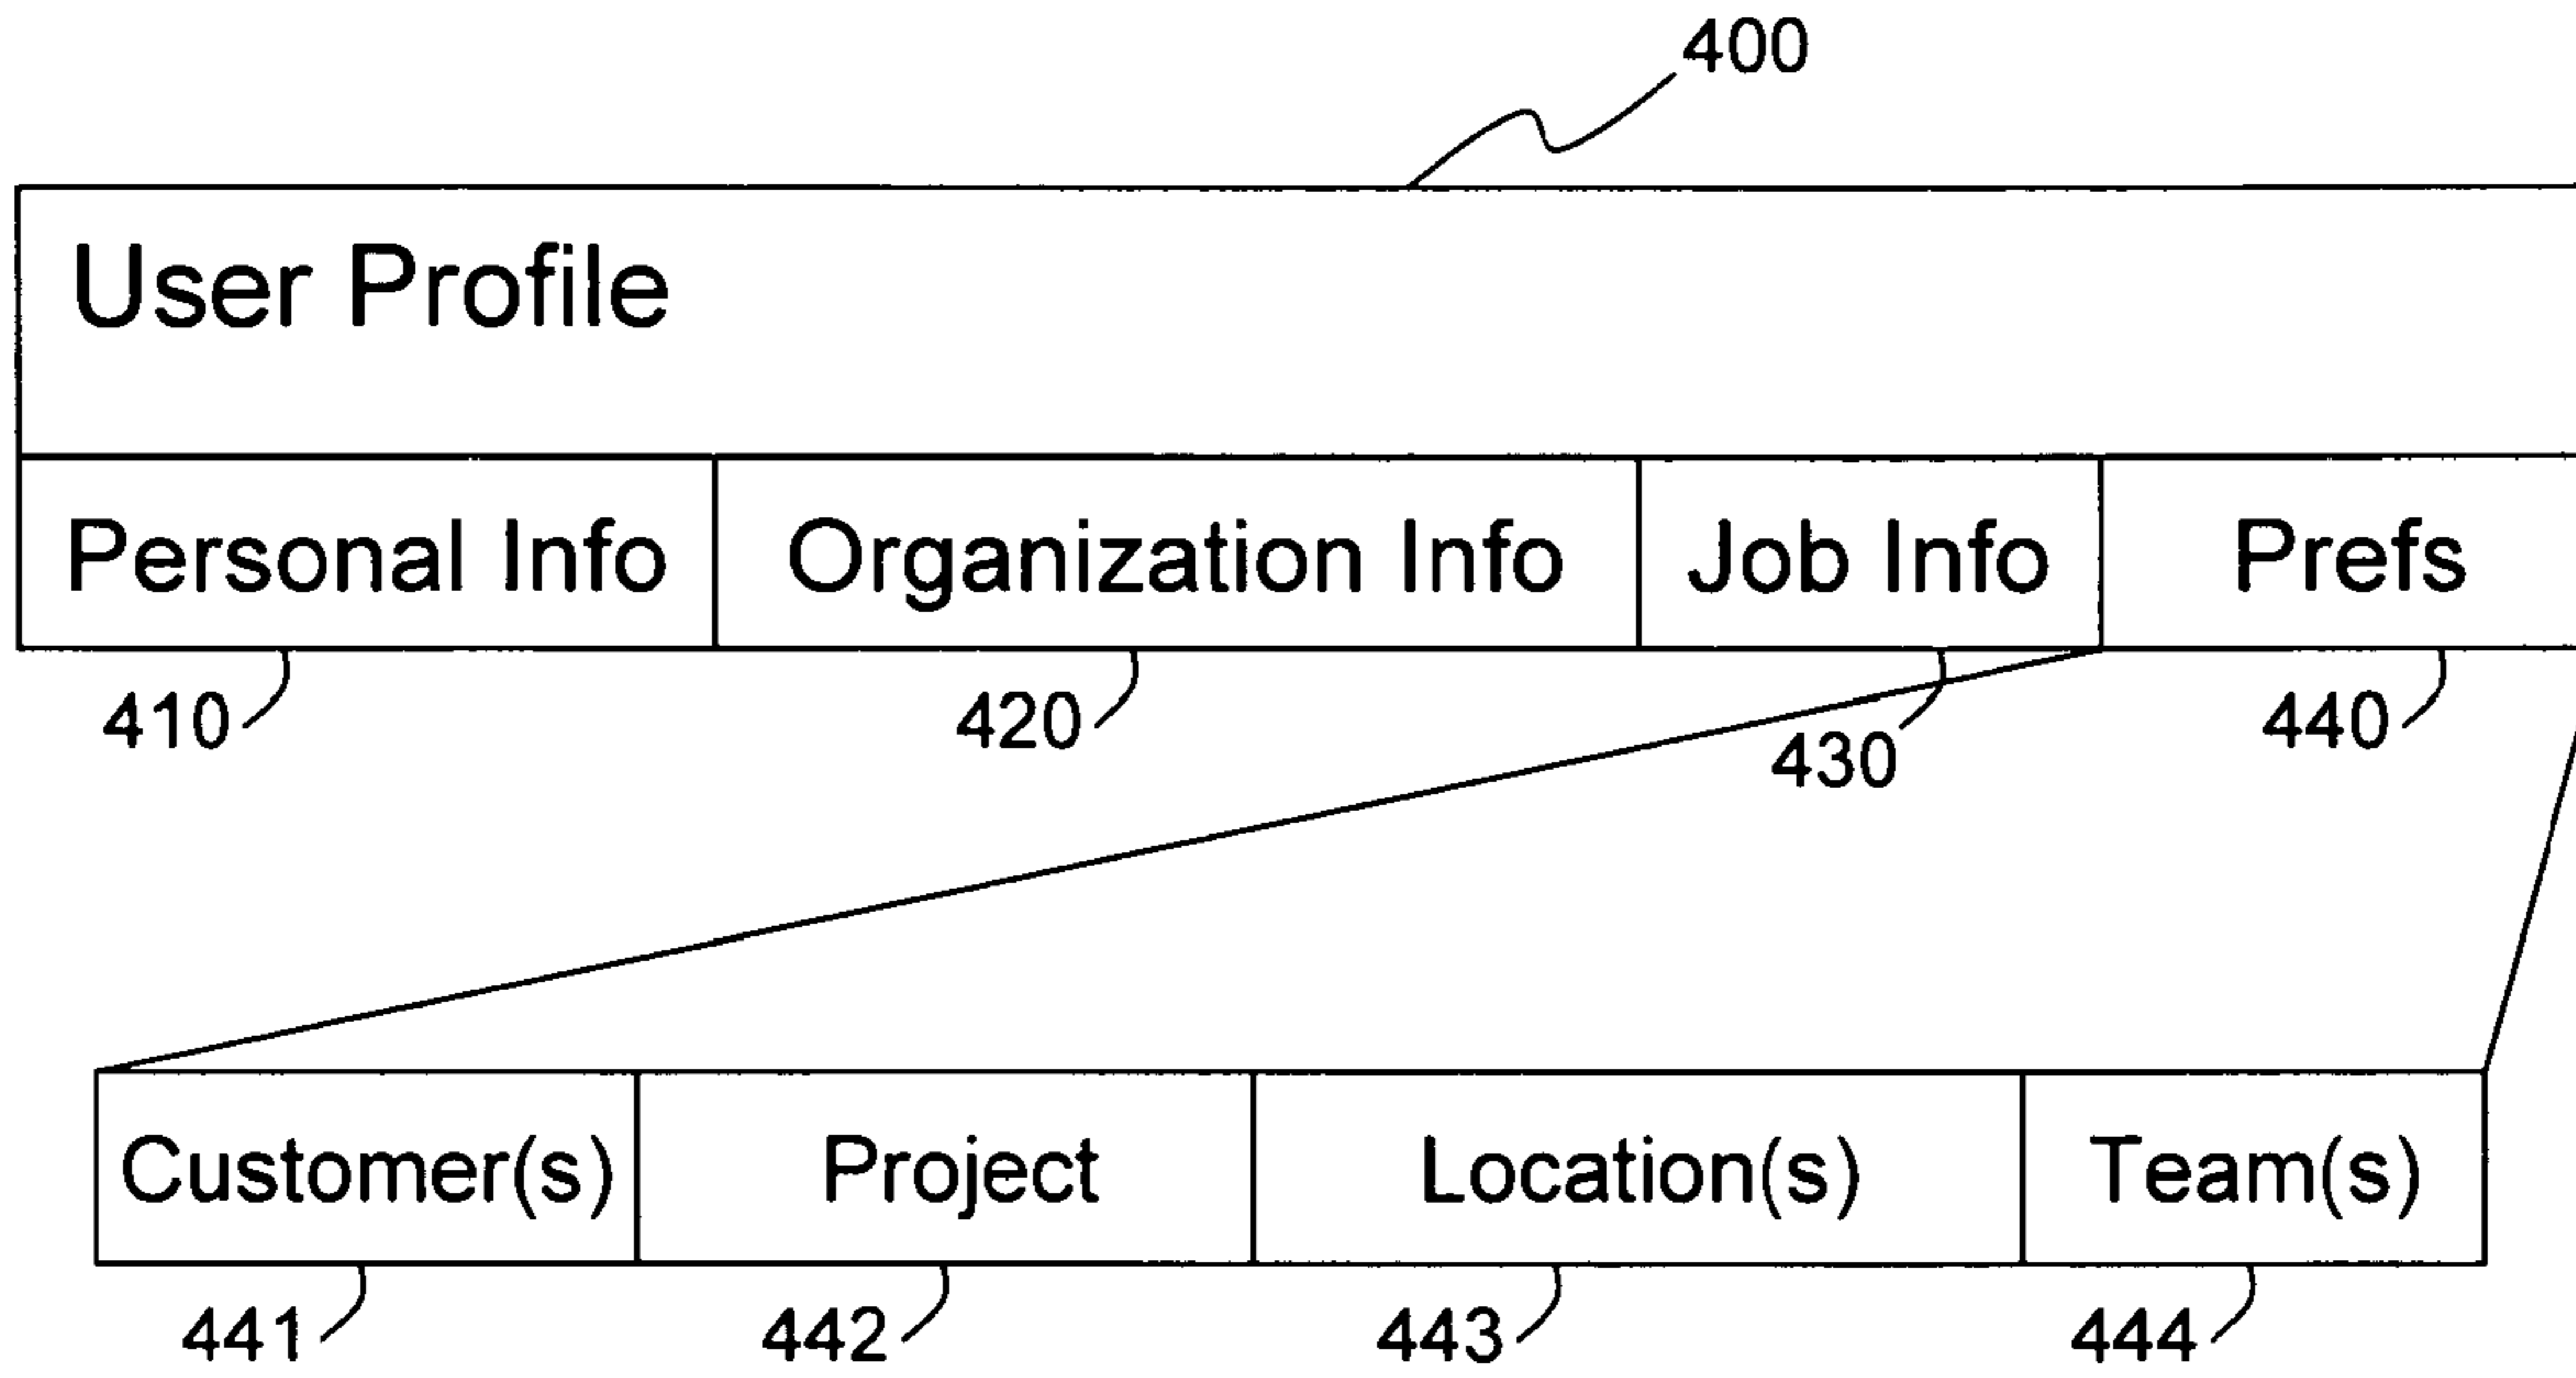 400
User Profile
Personal Info Organization Info Job Info Prefs
410 420 430 440
Customer(s) Project Location(s) Team(s)
441 442 443 444